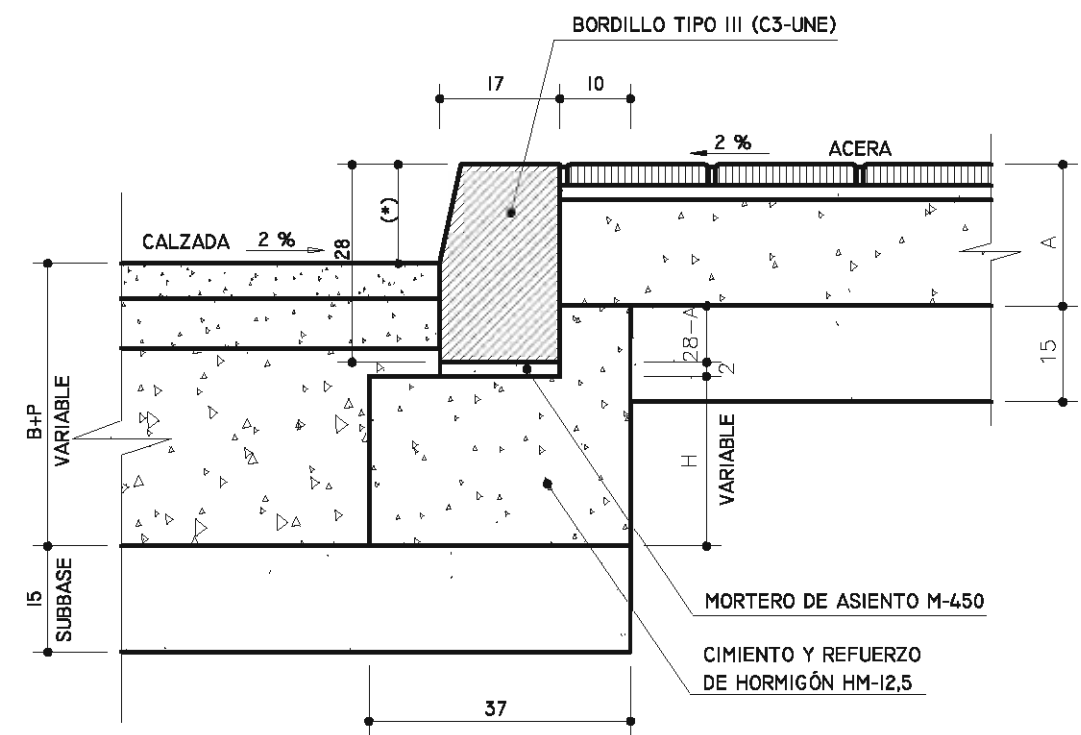 BORDILLO TIPO III (C3-UNE)
17
10
2 %
ACERA
(*)
28
CALZADA
2 %
A
28-A
2
15
B+P
VARIABLE
H
VARIABLE
15
SUBBASE
MORTERO DE ASIENTO M-450
CIMIENTO Y REFUERZO
DE HORMIGÓN HM-12,5
37